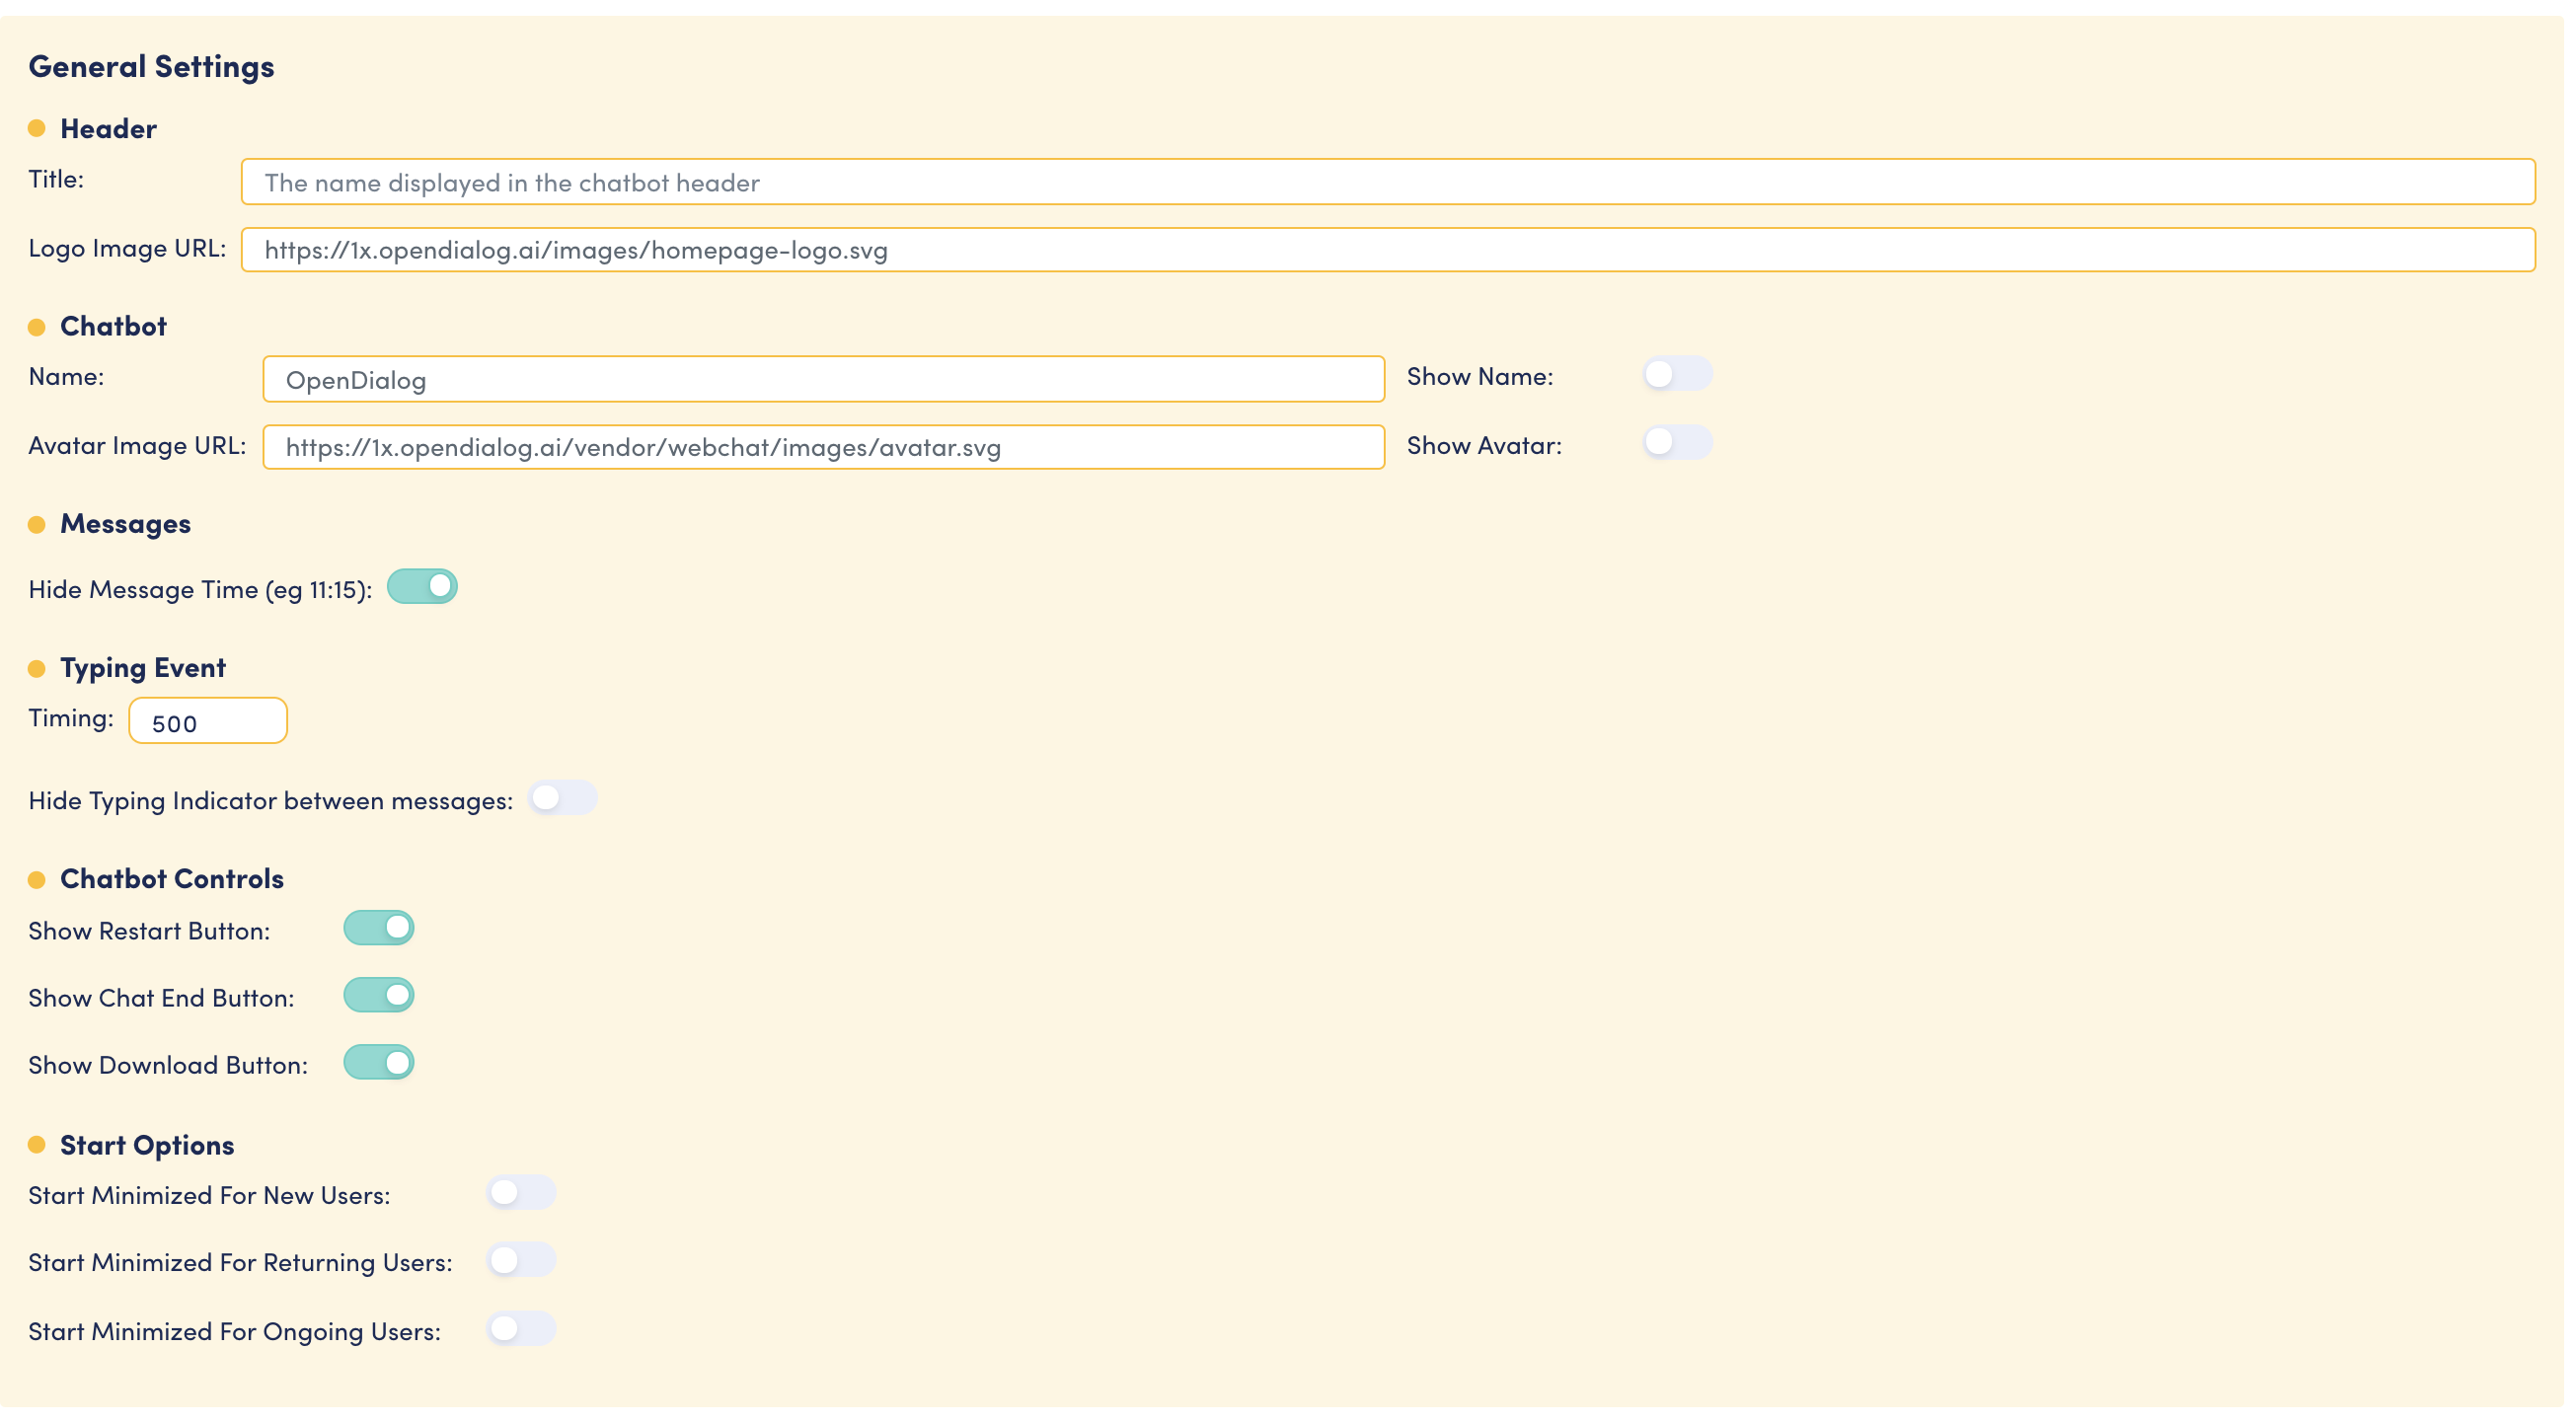 General Settings
Header
Title: The name displayed in the chatbot header
Logo Image URL: https://1x.opendialog.ai/images/homepage-logo.svg
Chatbot
Name: OpenDialog Show Name:
Avatar Image URL: https://1x.opendialog.ai/vendor/webchat/images/avatar.svg Show Avatar:
Messages
Hide Message Time (eg 11:15):
Typing Event
Timing: 500
Hide Typing Indicator between messages:
Chatbot Controls
Show Restart Button:
Show Chat End Button:
Show Download Button:
Start Options
Start Minimized For New Users:
Start Minimized For Returning Users:
Start Minimized For Ongoing Users: